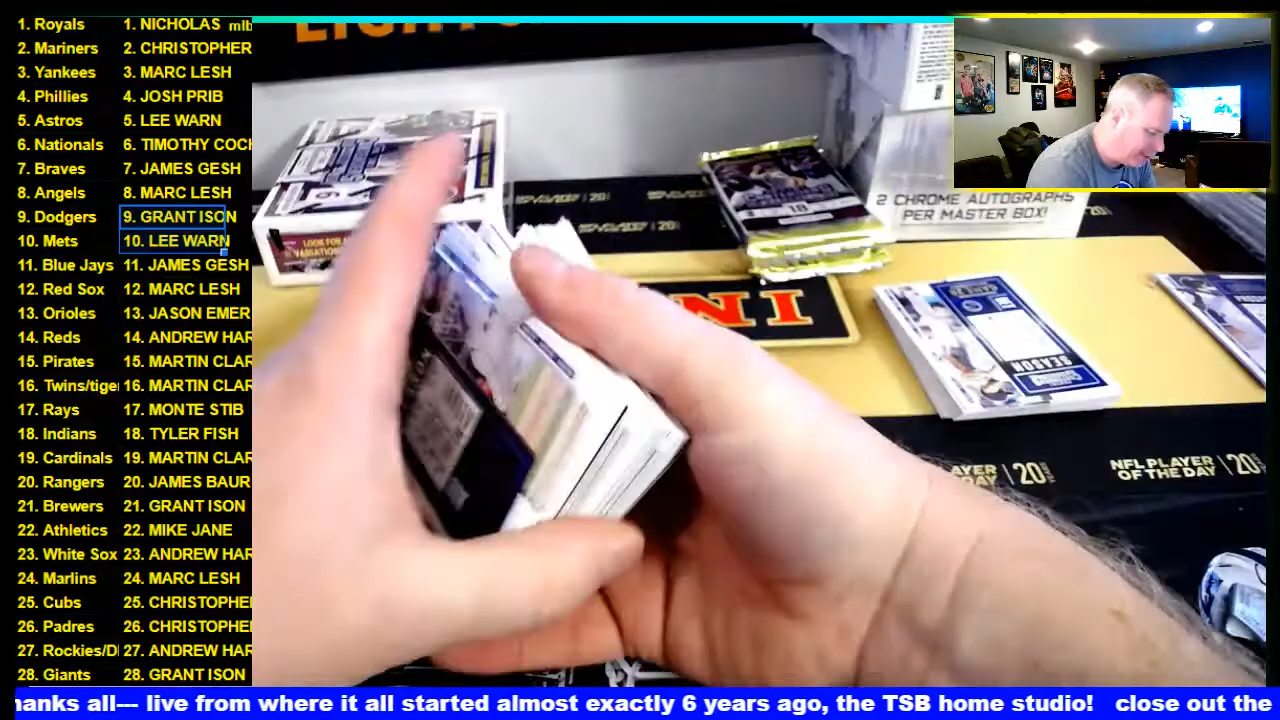 1. Royals 1. NICHOLAS mlb
2. Mariners 2. CHRISTOPHER
3. Yankees 3. MARC LESH
4. Phillies 4. JOSH PRIB
5. Astros 5. LEE WARN
6. Nationals 6. TIMOTHY COCH
7. Braves 7. JAMES GESH
8. Angels 8. MARC LESH
9. Dodgers 9. GRANT ISON
10. Mets 10. LEE WARN
11. Blue Jays 11. JAMES GESH
12. Red Sox 12. MARC LESH
13. Orioles 13. JASON EMER
14. Reds 14. ANDREW HAR
15. Pirates 15. MARTIN CLAR
16. Twins/tige 16. MARTIN CLAR
17. Rays 17. MONTE STIB
18. Indians 18. TYLER FISH
19. Cardinals 19. MARTIN CLAR
20. Rangers 20. JAMES BAUR
21. Brewers 21. GRANT ISON
22. Athletics 22. MIKE JANE
23. White Sox 23. ANDREW HAR
24. Marlins 24. MARC LESH
25. Cubs 25. CHRISTOPHE
26. Padres 26. CHRISTOPHE
27. Rockies/D 27. ANDREW HAR
28. Giants 28. GRANT ISON
2 CHROME AUTOGRAPHS
PER MASTER BOX!
LOOK FOR
VARIATION
18
NI
SEASON
AYER
DAY 20
NFL PLAYER
OF THE DAY 20
hanks all--- live from where it all started almost exactly 6 years ago, the TSB home studio! close out the